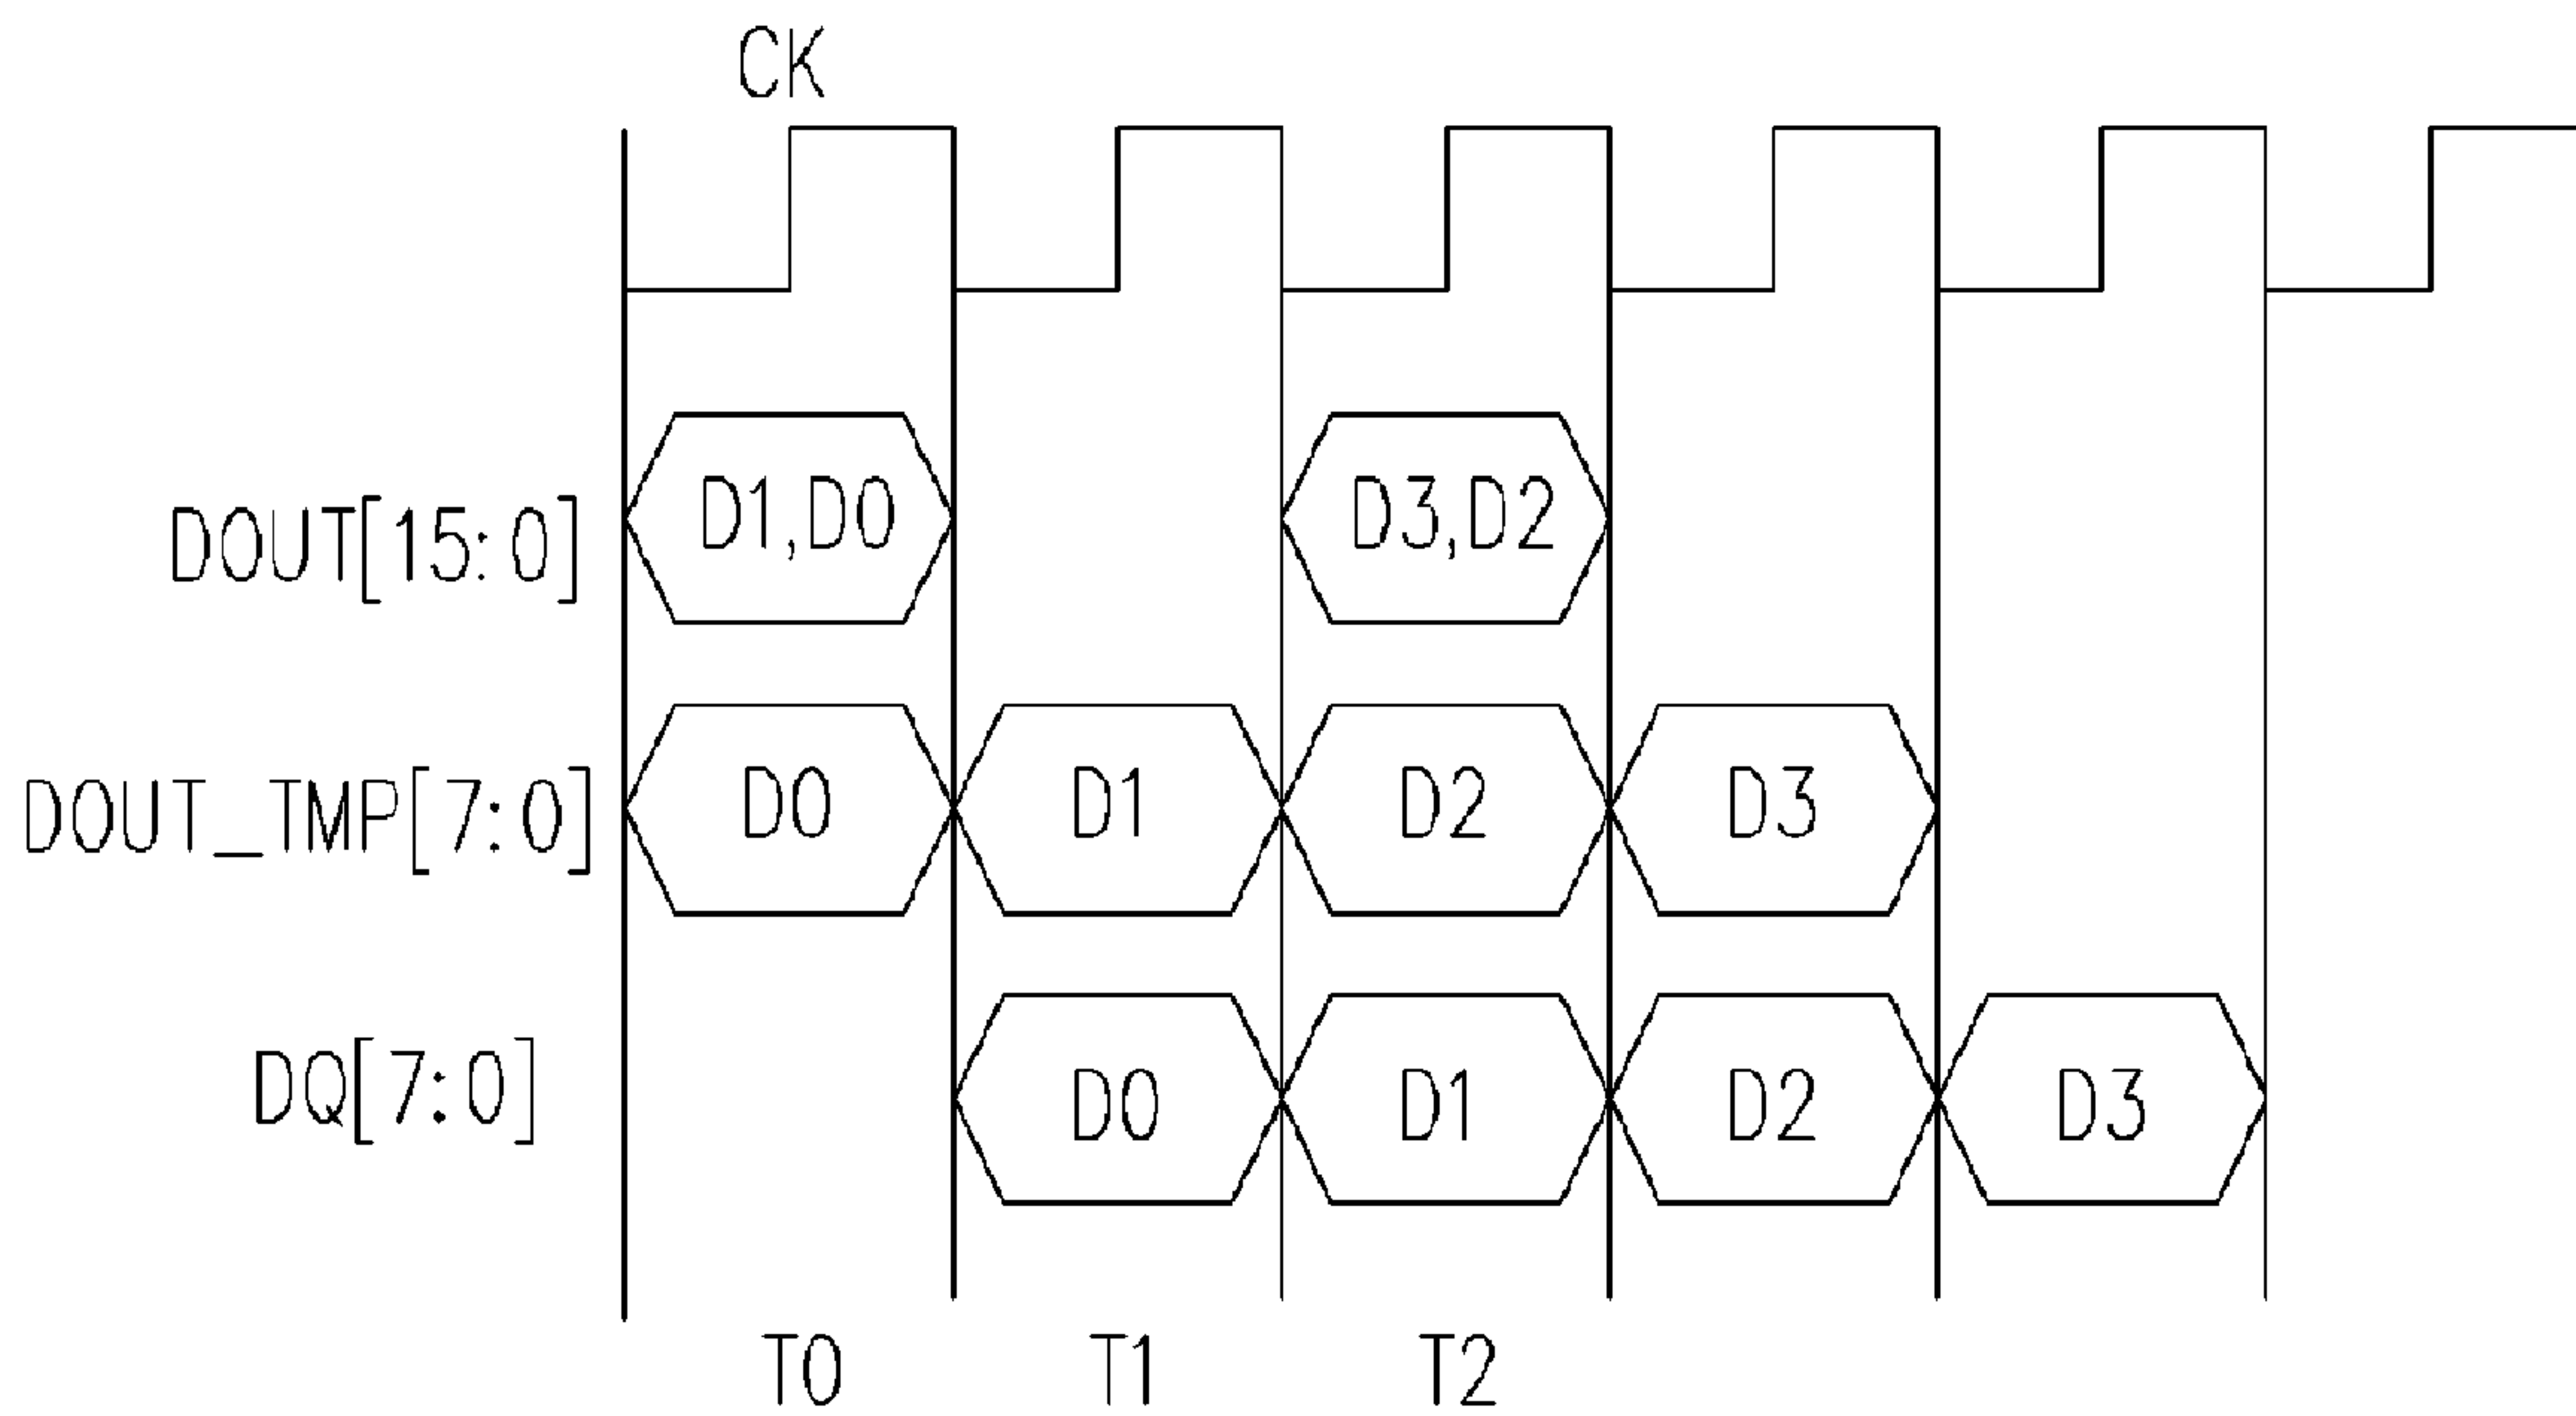 CK
DOUT[15:0] D1,D0 D3,D2
DOUT_TMP[7:0] D0 D1 D2 D3
DQ[7:0] D0 D1 D2 D3
T0 T1 T2